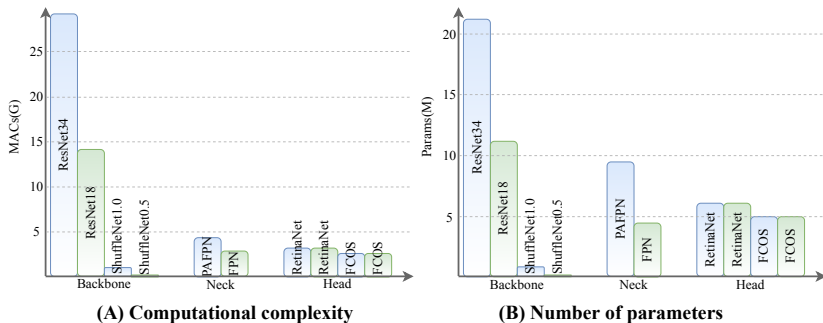 MACs(G)
25
20
15
10
5
ResNet34
ResNet18
ShuffleNet1.0
ShuffleNet0.5
PAFPN
FPN
RetinaNet
RetinaNet
FCOS
FCOS
Backbone
Neck
Head
(A) Computational complexity
Params(M)
20
15
10
5
ResNet34
ResNet18
ShuffleNet1.0
ShuffleNet0.5
PAFPN
FPN
RetinaNet
RetinaNet
FCOS
FCOS
Backbone
Neck
Head
(B) Number of parameters